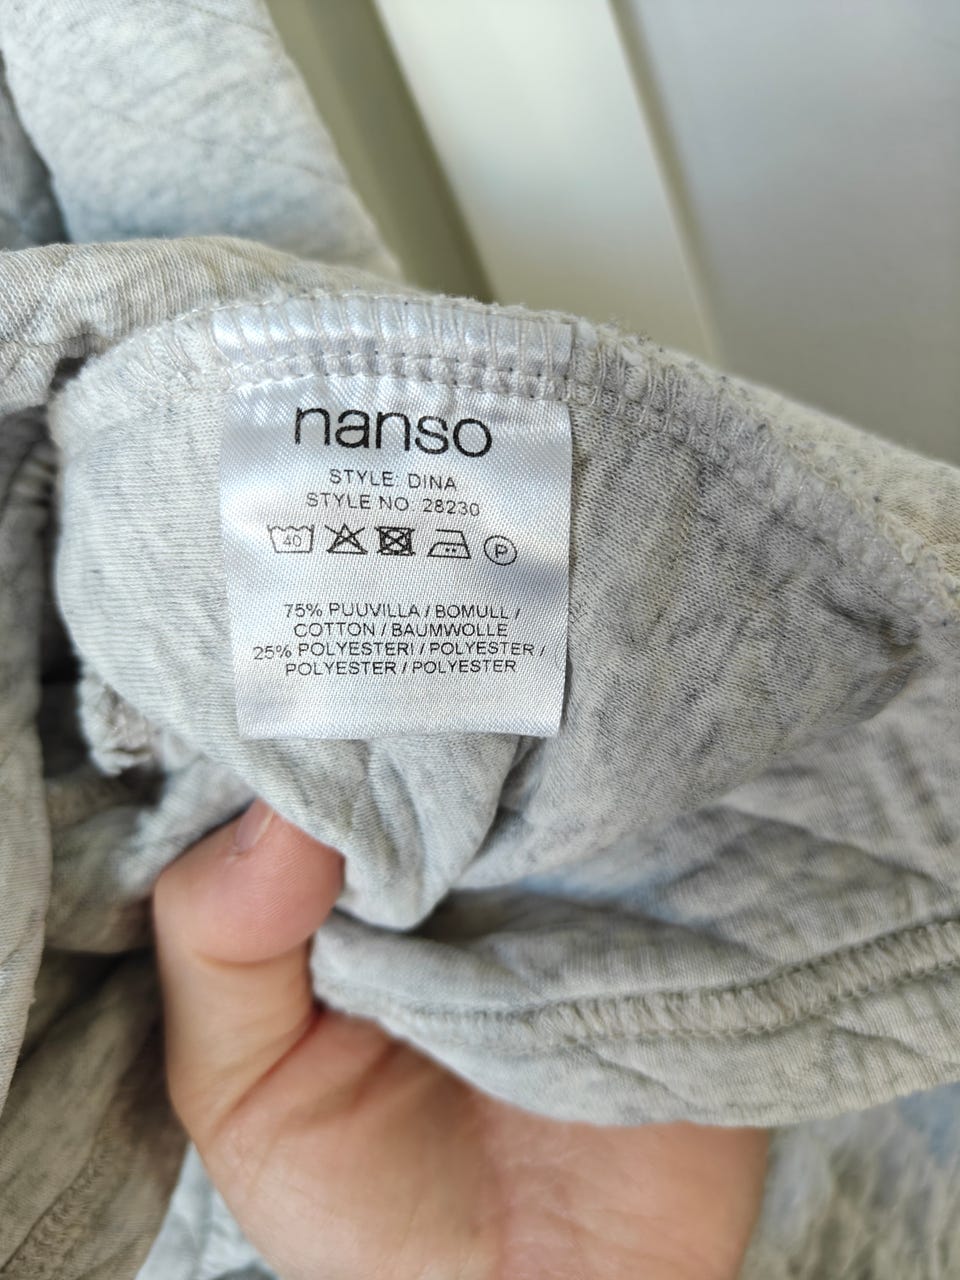 nanso
STYLE DINA
STYLE NO 28230
40 P
75% PUUVILLA / BOMULL /
COTTON / BAUMWOLLE
25% POLYESTERI / POLYESTER /
POLYESTER / POLYESTER